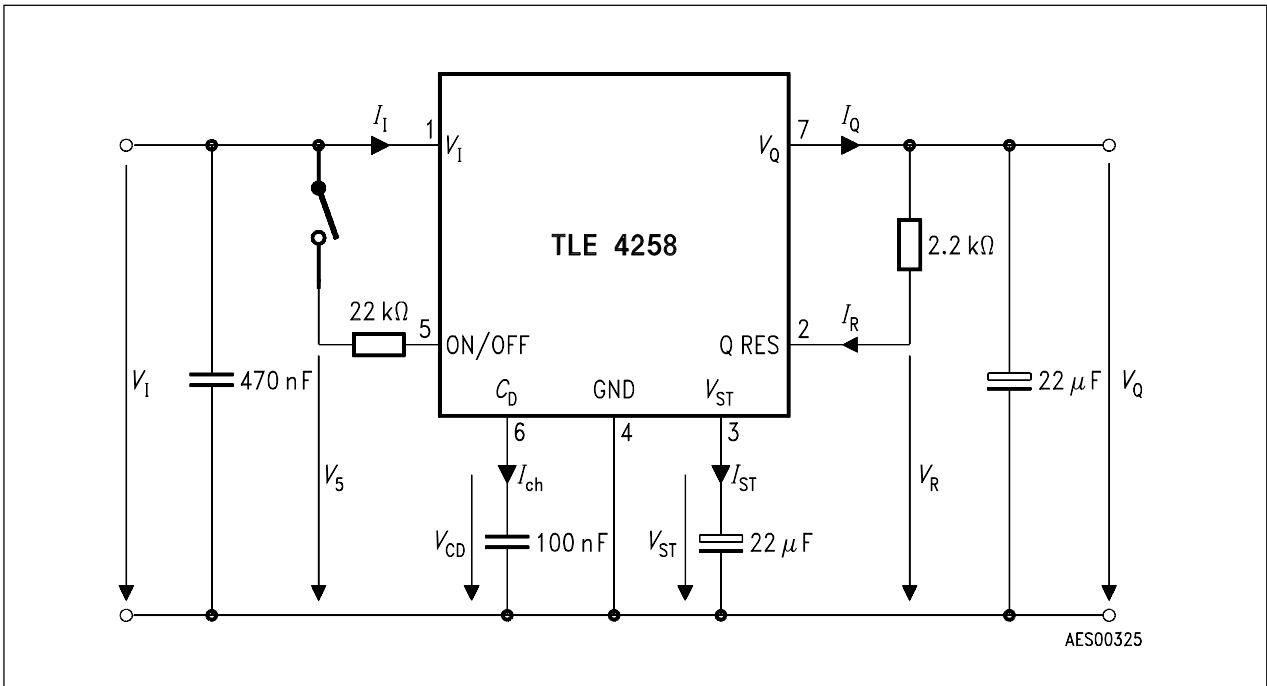 I_I
I_Q
1
7
V_I
V_Q
TLE 4258
2.2 kΩ
22 kΩ
5
I_R
2
ON/OFF
Q RES
V_I
470 nF
C_D
GND
V_ST
22 μF
V_Q
6
4
3
V_5
I_ch
I_ST
V_R
V_CD
100 nF
V_ST
22 μF
AES00325